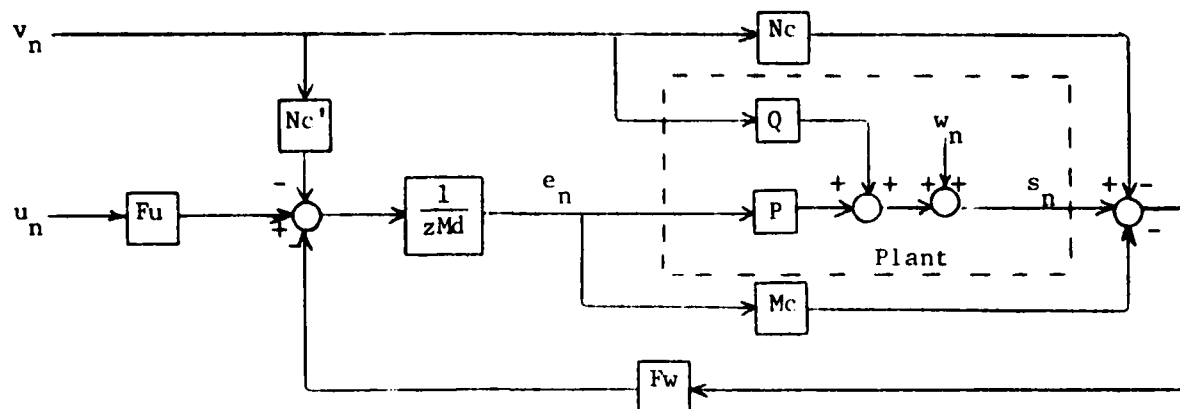 v_n
Nc
Q
w_n
Nc'
+ +
+ +
+ -
-
e_n
s_n
u_n
Fu
+
-
1
zMd
P
-
Plant
Mc
Fw